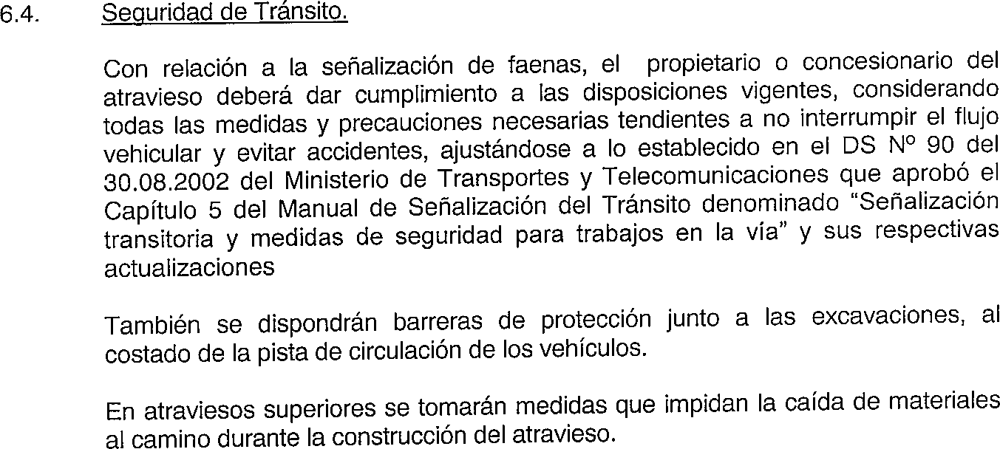 6.4. Seguridad de Tránsito.
Con relación a la señalización de faenas, el propietario o concesionario del
atravieso deberá dar cumplimiento a las disposiciones vigentes, considerando
todas las medidas y precauciones necesarias tendientes a no interrumpir el flujo
vehicular y evitar accidentes, ajustándose a lo establecido en el DS Nº 90 del
30.08.2002 del Ministerio de Transportes y Telecomunicaciones que aprobó el
Capítulo 5 del Manual de Señalización del Tránsito denominado “Señalización
transitoria y medidas de seguridad para trabajos en la vía” y sus respectivas
actualizaciones
También se dispondrán barreras de protección junto a las excavaciones, al
costado de la pista de circulación de los vehículos.
En atraviesos superiores se tomarán medidas que impidan la caída de materiales
al camino durante la construcción del atravieso.